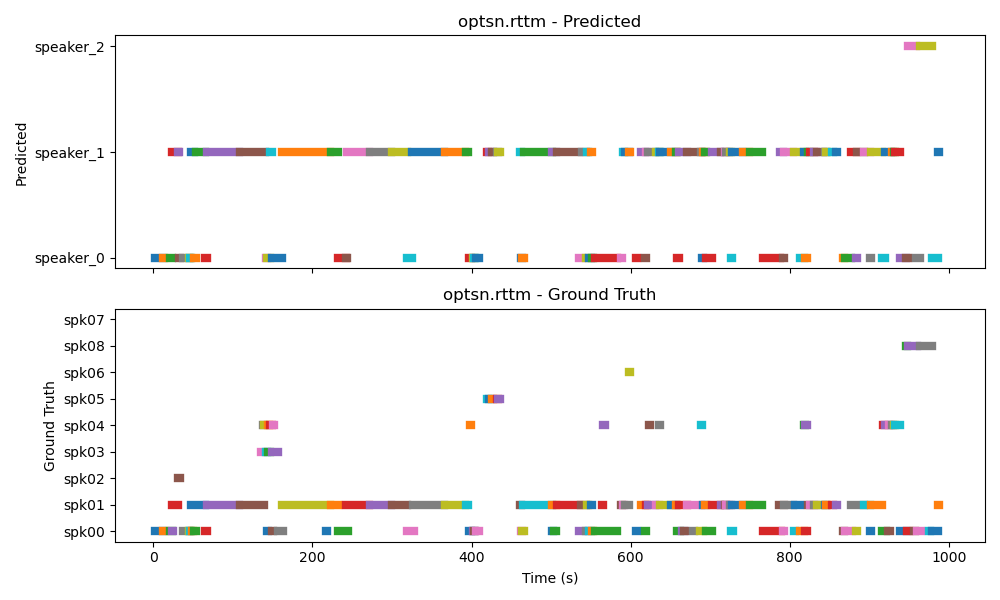 optsn.rttm - Predicted
speaker_2
speaker_1
speaker_0
Predicted
optsn.rttm - Ground Truth
spk07
spk08
spk06
spk05
spk04
spk03
spk02
spk01
spk00
Ground Truth
0 200 400 600 800 1000
Time (s)